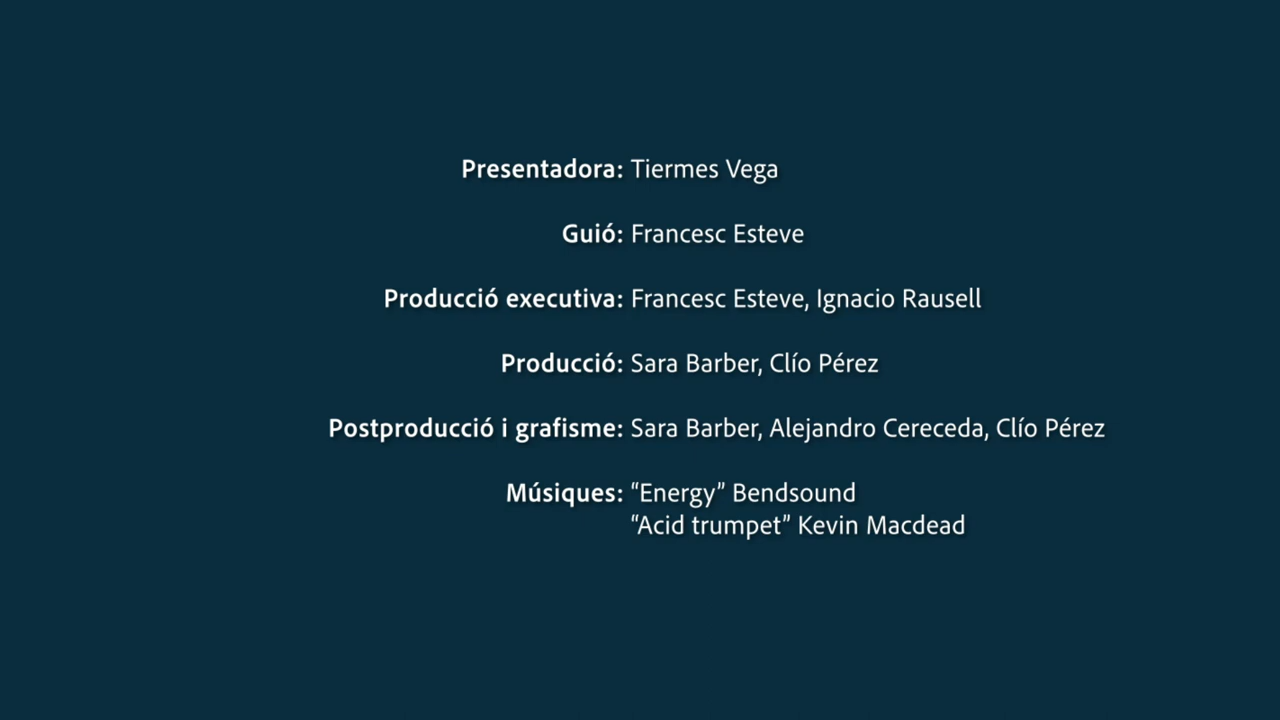 Presentadora: Tiermes Vega
Guió: Francesc Esteve
Producció executiva: Francesc Esteve, Ignacio Rausell
Producció: Sara Barber, Clío Pérez
Postproducció i grafisme: Sara Barber, Alejandro Cereceda, Clío Pérez
Músiques: “Energy” Bendsound
“Acid trumpet” Kevin Macdead